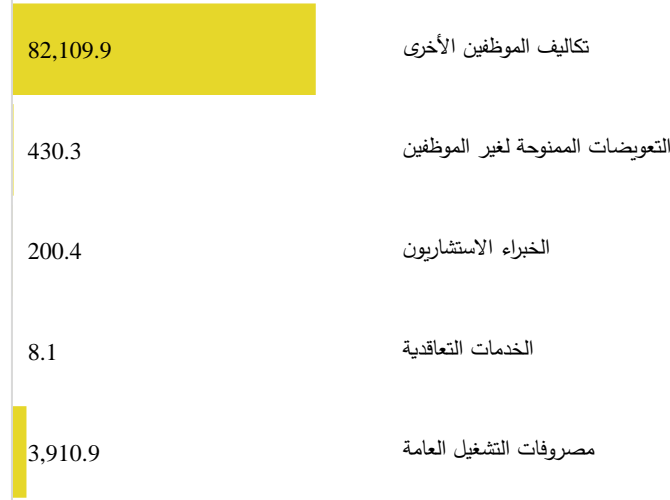 تكاليف الموظفين الأخرى
82,109.9
التعويضات الممنوحة لغير الموظفين
430.3
الخبراء الاستشاريون
200.4
الخدمات التعاقدية
8.1
مصروفات التشغيل العامة
3,910.9